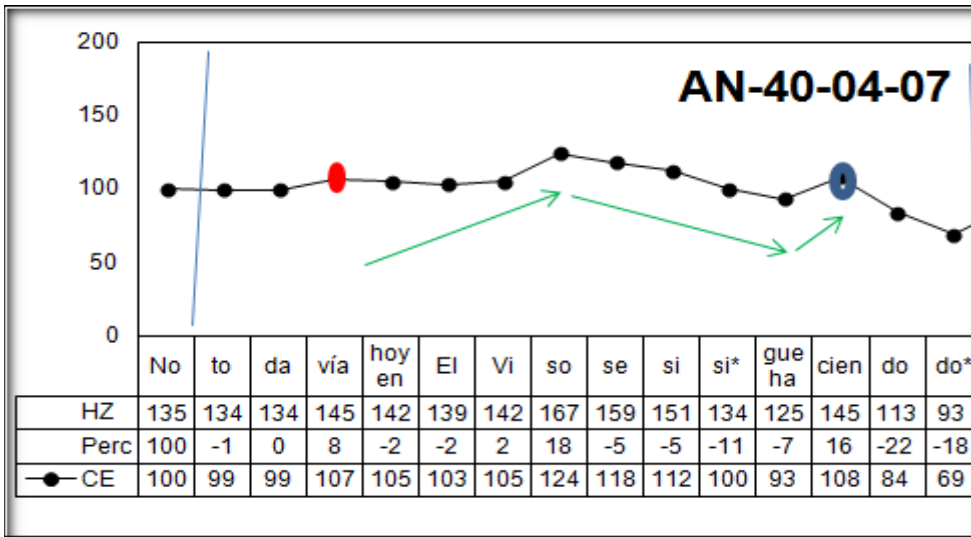 200
AN-40-04-07
150
100
50
0
No to da vía hoy en El Vi so se si si* gue ha cien do do*
HZ 135 134 134 145 142 139 142 167 159 151 134 125 145 113 93
Perc 100 -1 0 8 -2 -2 2 18 -5 -5 -11 -7 16 -22 -18
CE 100 99 99 107 105 103 105 124 118 112 100 93 108 84 69